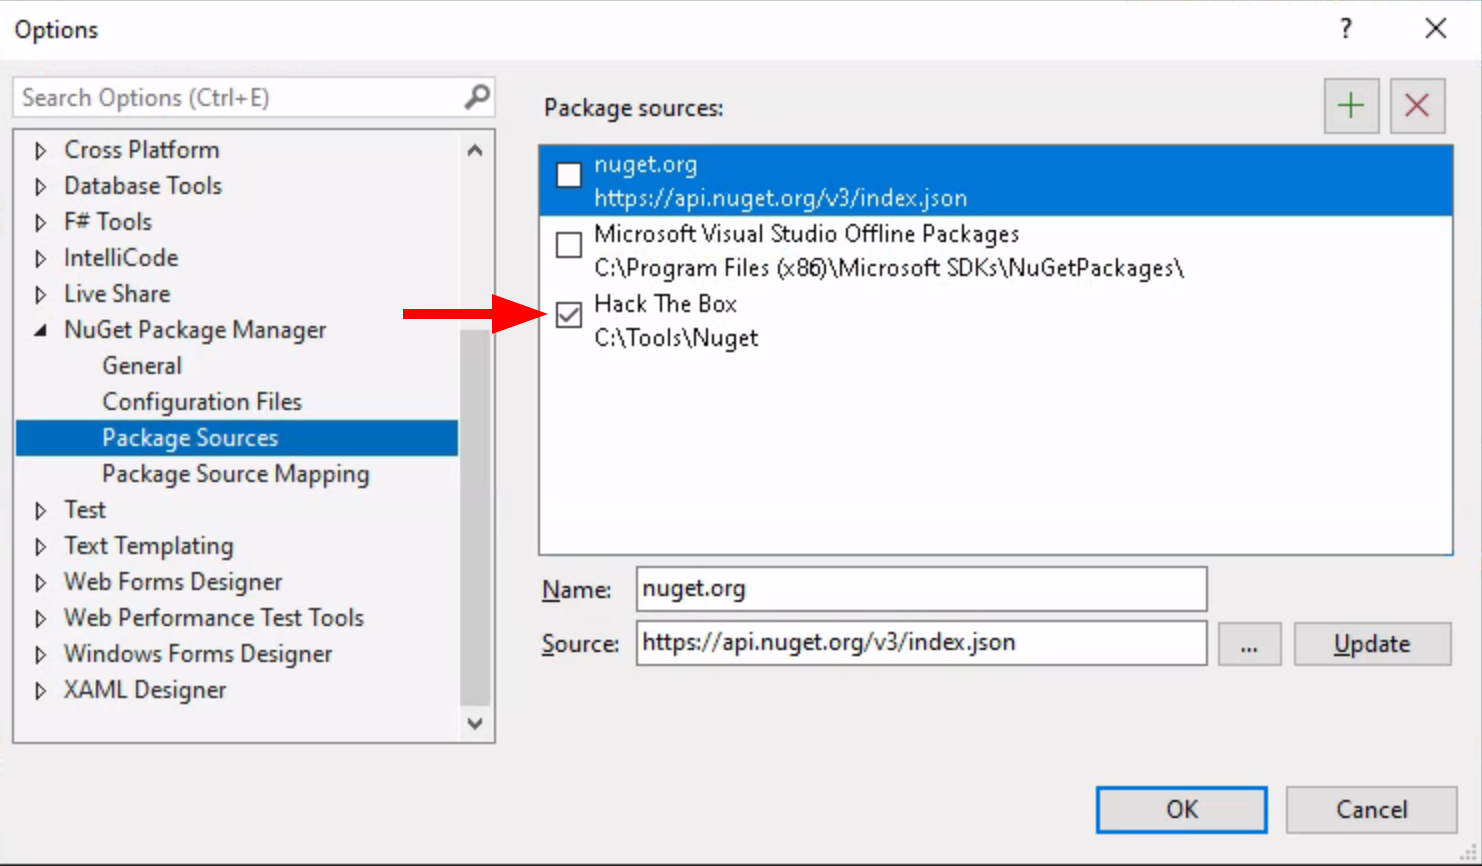 Options
?
Search Options (Ctrl+E)
Cross Platform
Database Tools
F# Tools
IntelliCode
Live Share
NuGet Package Manager
General
Configuration Files
Package Sources
Package Source Mapping
Test
Text Templating
Web Forms Designer
Web Performance Test Tools
Windows Forms Designer
XAML Designer
Package sources:
nuget.org
https://api.nuget.org/v3/index.json
Microsoft Visual Studio Offline Packages
C:\Program Files (x86)\Microsoft SDKs\NuGetPackages\
Hack The Box
C:\Tools\Nuget
Name:
nuget.org
Source:
https://api.nuget.org/v3/index.json
...
Update
OK
Cancel